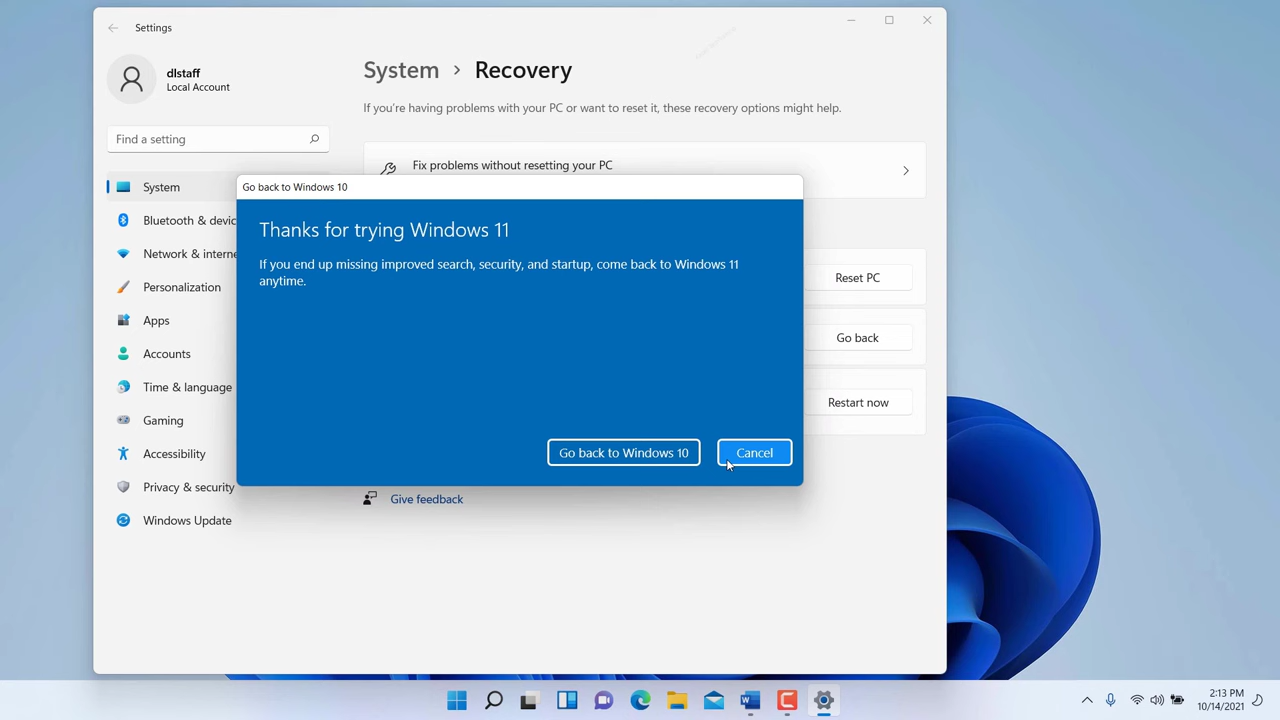 Settings
dlstaff
Local Account
Find a setting
System
Bluetooth & devic
Network & interne
Personalization
Apps
Accounts
Time & language
Gaming
Accessibility
Privacy & security
Windows Update
System > Recovery
If you're having problems with your PC or want to reset it, these recovery options might help.
Fix problems without resetting your PC
Reset PC
Go back
Restart now
Go back to Windows 10
Thanks for trying Windows 11
If you end up missing improved search, security, and startup, come back to Windows 11
anytime.
Go back to Windows 10
Cancel
Give feedback
2:13 PM
10/14/2021